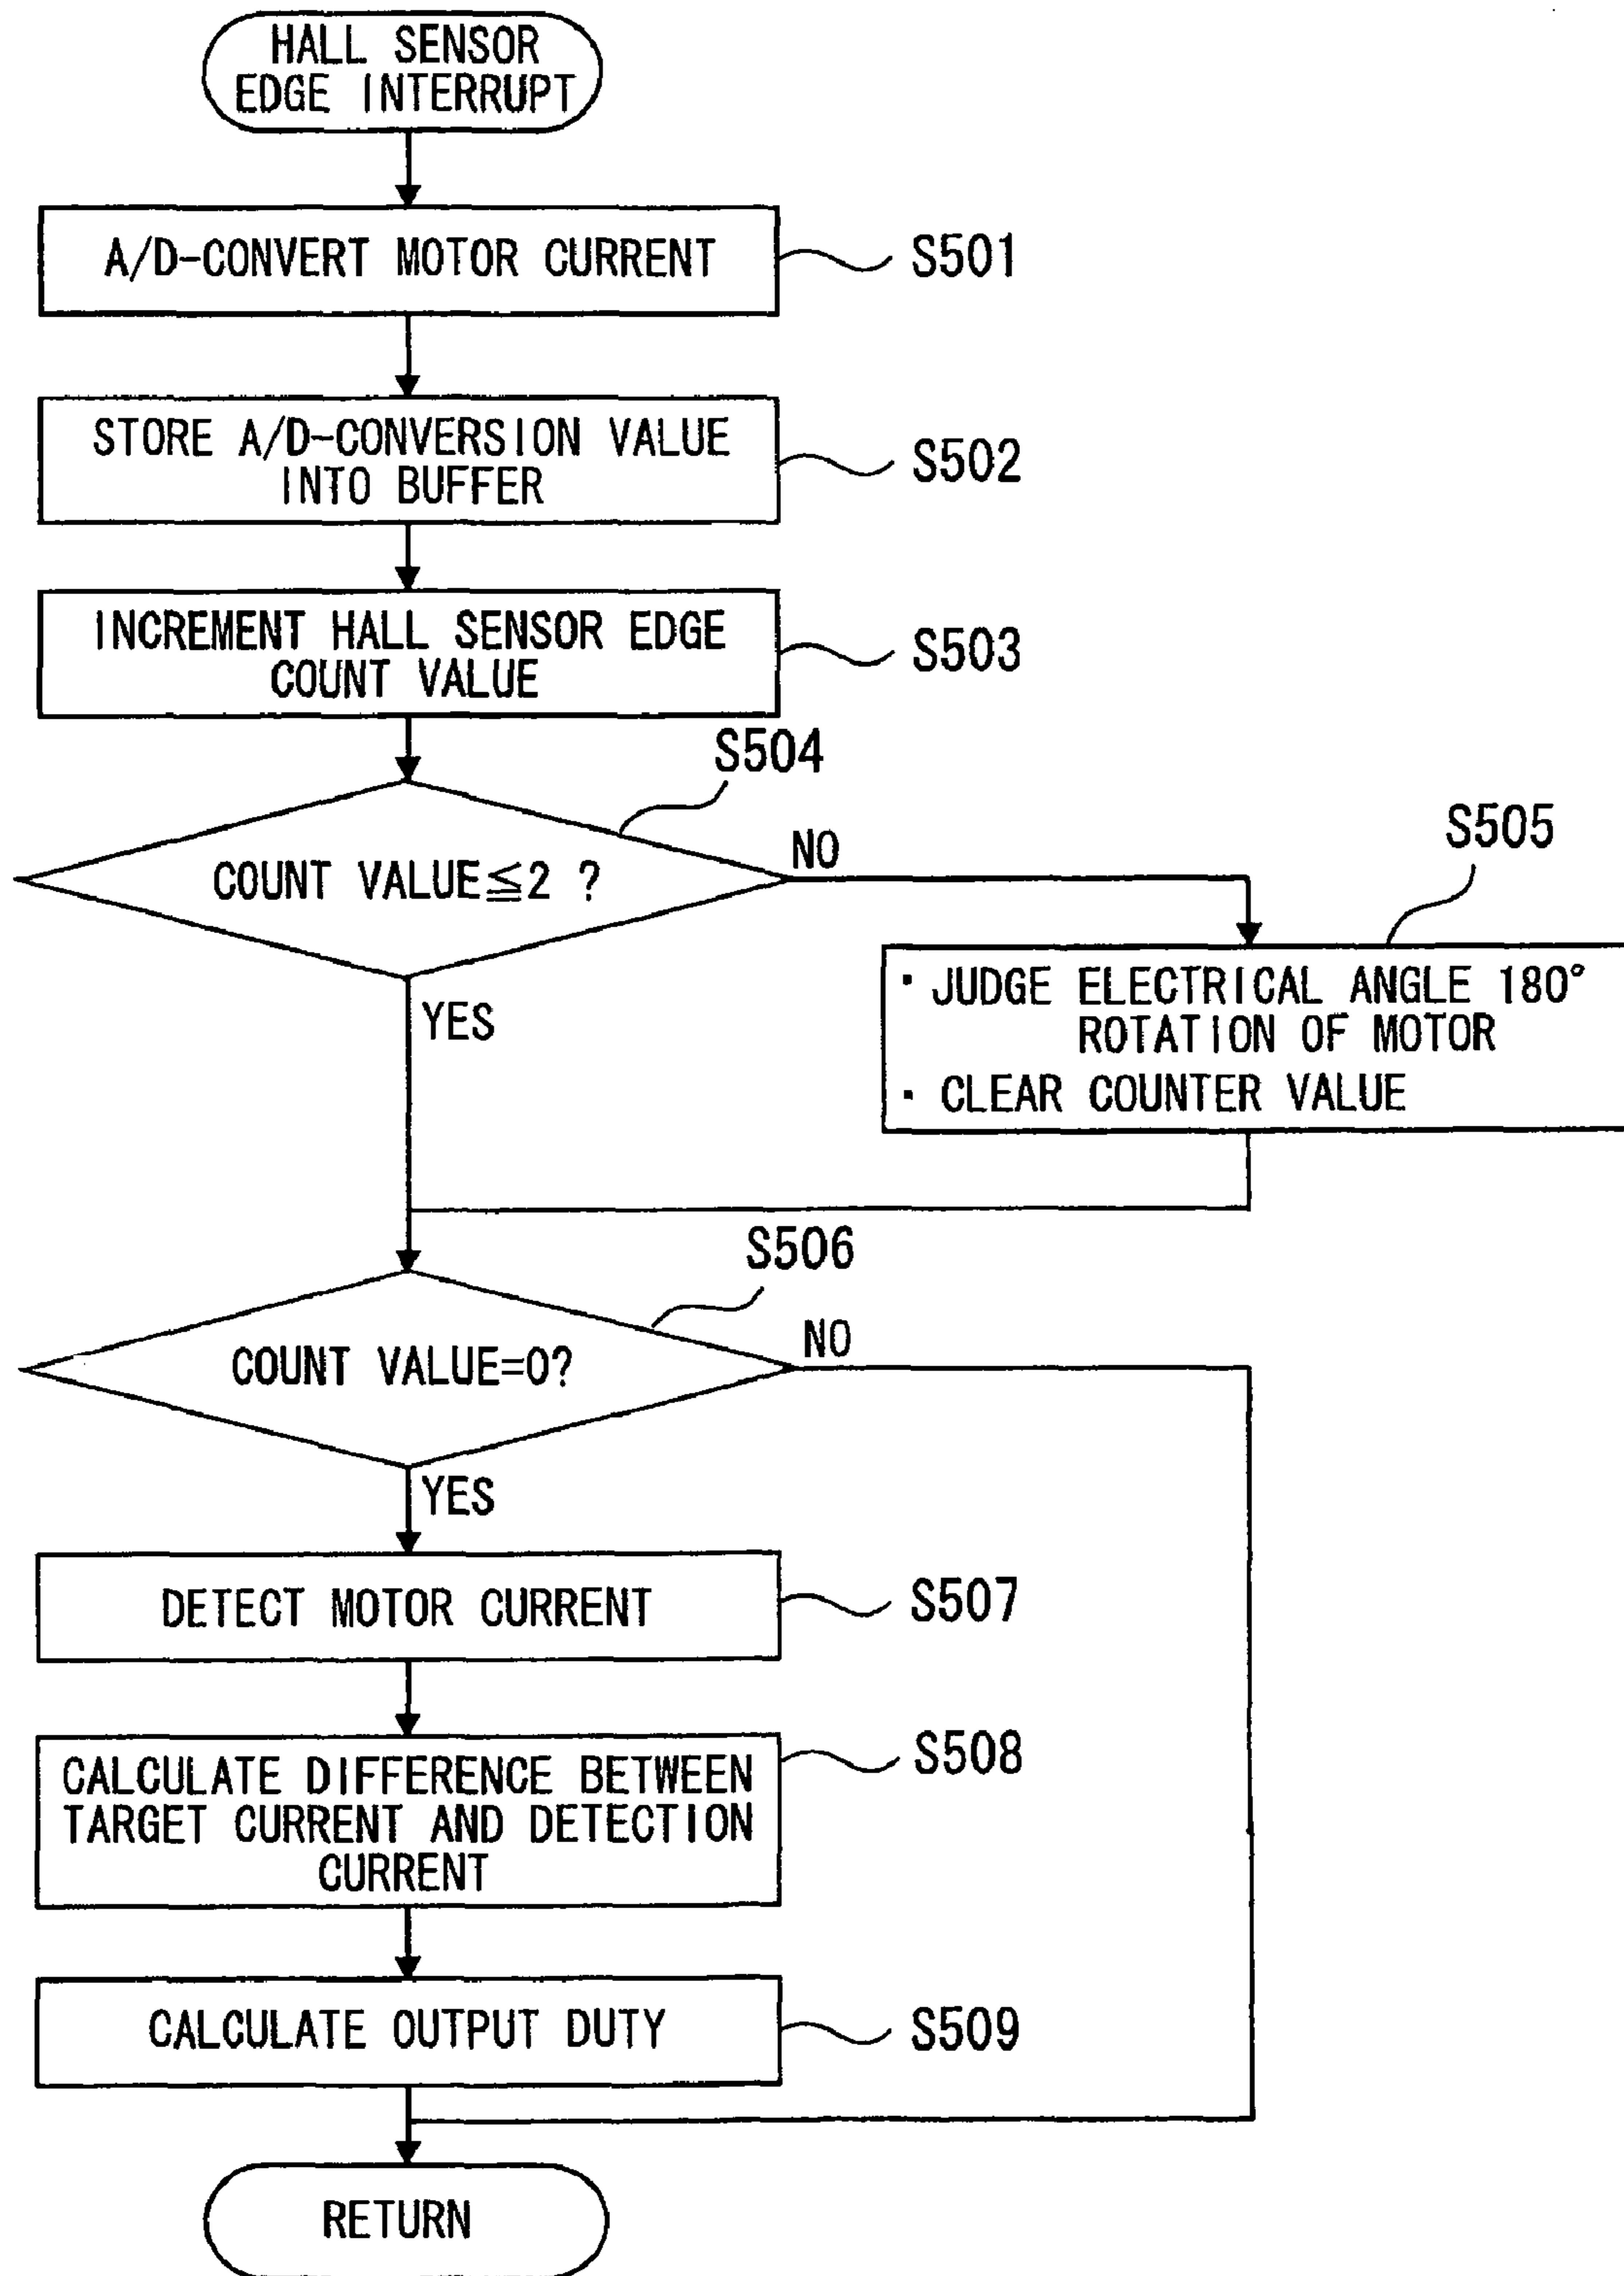 HALL SENSOR
EDGE INTERRUPT
A/D-CONVERT MOTOR CURRENT
S501
STORE A/D-CONVERSION VALUE
INTO BUFFER
S502
INCREMENT HALL SENSOR EDGE
COUNT VALUE
S503
S504
COUNT VALUE≦2 ?
NO
YES
S505
・JUDGE ELECTRICAL ANGLE 180°
ROTATION OF MOTOR
・CLEAR COUNTER VALUE
S506
COUNT VALUE=0?
NO
YES
DETECT MOTOR CURRENT
S507
CALCULATE DIFFERENCE BETWEEN
TARGET CURRENT AND DETECTION
CURRENT
S508
CALCULATE OUTPUT DUTY
S509
RETURN